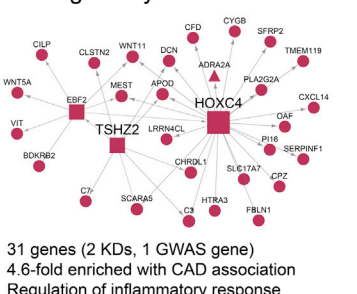 CYGB
CFD
SFRP2
CILP
WNT11
DCN
CLSTN2
ADRA2A
TMEM119
WNT5A
MEST
APOD
PLA2G2A
EBF2
HOXC4
CXCL14
VIT
TSHZ2
LRRN4CL
OAF
PI16
SERPINF1
BDKRB2
CHRDL1
SLC17A7
CPZ
C7
SCARA5
C3
HTRA3
FBLN1
31 genes (2 KDs, 1 GWAS gene)
4.6-fold enriched with CAD association
Regulation of inflammatory response